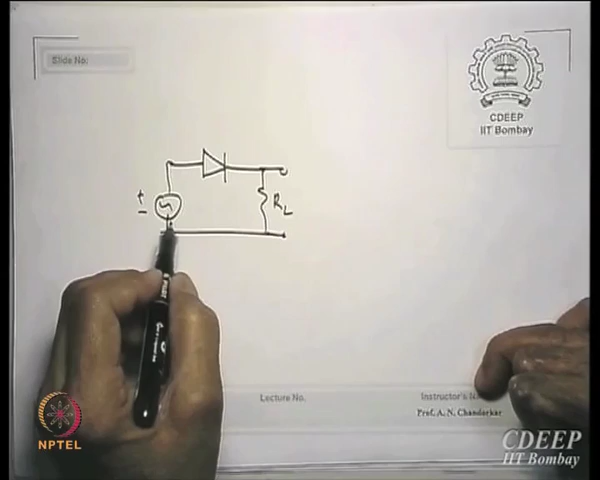 Slide No:
CDEEP
IIT Bombay
+
-
R_L
Lecture No.
Instructor's N
Prof. A. N. Chandorkar
NPTEL
CDEEP
IIT Bombay